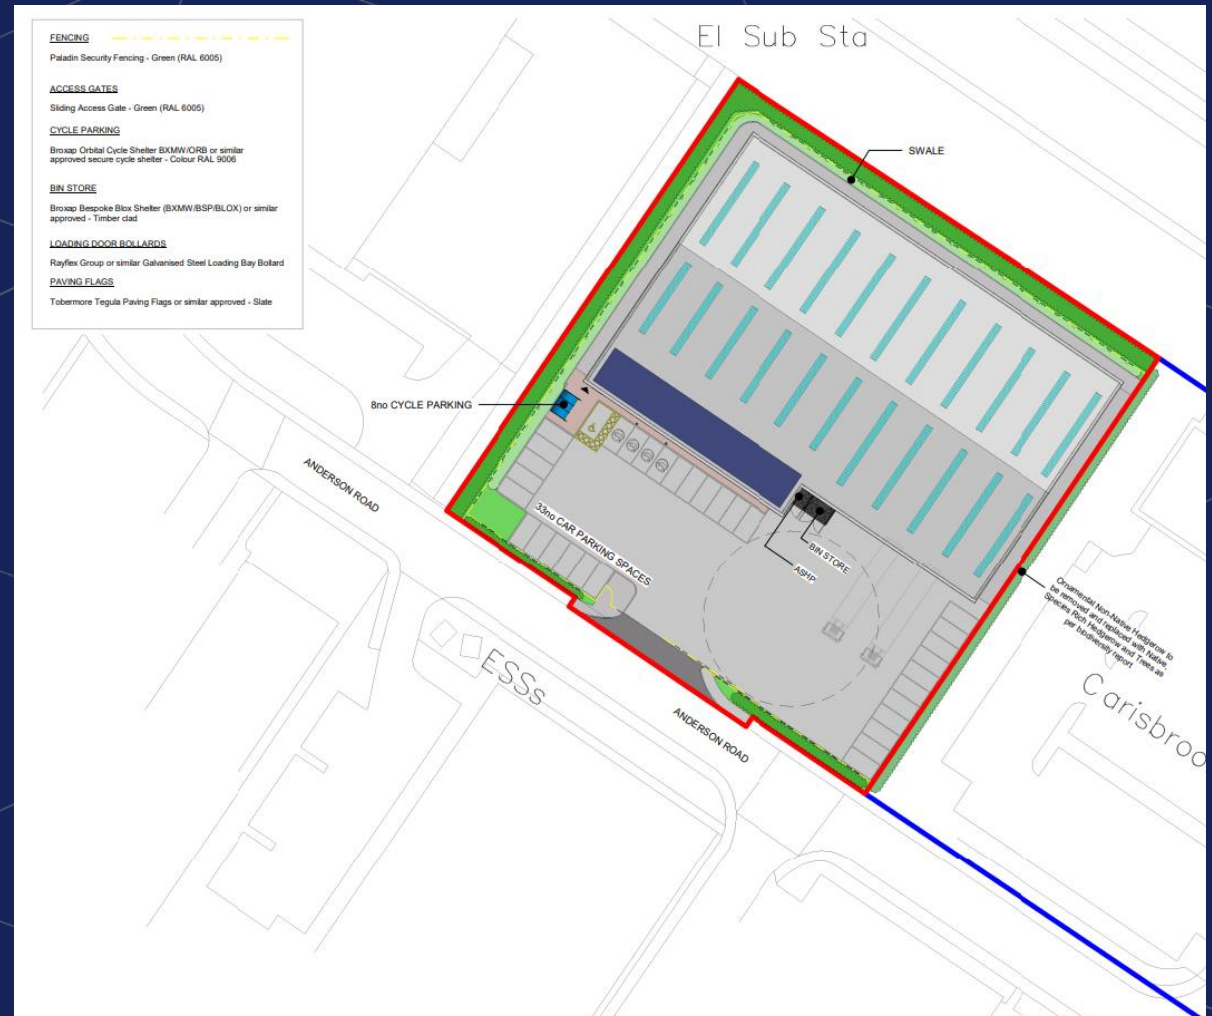 FENCING
Paladin Security Fencing - Green (RAL 6005)
ACCESS GATES
Sliding Access Gate - Green (RAL 6005)
CYCLE PARKING
Broxap Orbital Cycle Shelter BXMW/ORB or similar
approved secure cycle shelter - Colour RAL 9006
BIN STORE
Broxap Bespoke Blox Shelter (BXMW/BSP/BLOX) or similar
approved - Timber clad
LOADING DOOR BOLLARDS
Rayflex Group or similar Galvanised Steel Loading Bay Bollard
PAVING FLAGS
Tobermore Tegula Paving Flags or similar approved - Slate
El Sub Sta
SWALE
8no CYCLE PARKING
ANDERSON ROAD
33no CAR PARKING SPACES
BIN STORE
ASHP
Ornamental Non-Native Hedgerow to
be removed and replaced with Native,
Species Rich Hedgerow and Trees as
per biodiversity report
ESSs
Carisbroo
ANDERSON ROAD